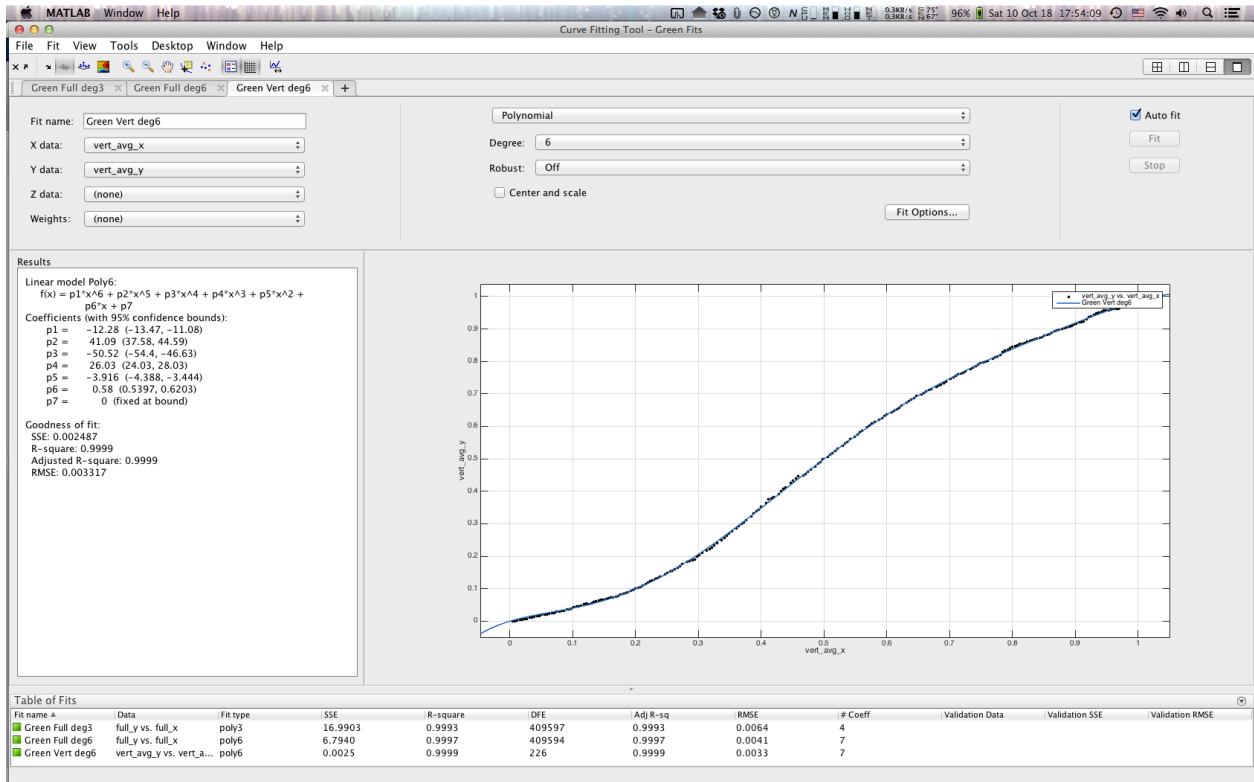 MATLAB Window Help 0.3KB/s 75° 0.3KB/s 67° 96% Sat 10 Oct 18 17:54:09
Curve Fitting Tool - Green Fits
File Fit View Tools Desktop Window Help
Green Full deg3 Green Full deg6 Green Vert deg6
Fit name: Green Vert deg6
X data: vert_avg_x
Y data: vert_avg_y
Z data: (none)
Weights: (none)
Polynomial
Degree: 6
Robust: Off
Center and scale
Fit Options...
Auto fit
Fit
Stop
Results
Linear model Poly6:
f(x) = p1*x^6 + p2*x^5 + p3*x^4 + p4*x^3 + p5*x^2 +
p6*x + p7
Coefficients (with 95% confidence bounds):
p1 = -12.28 (-13.47, -11.08)
p2 = 41.09 (37.58, 44.59)
p3 = -50.52 (-54.4, -46.63)
p4 = 26.03 (24.03, 28.03)
p5 = -3.916 (-4.388, -3.444)
p6 = 0.58 (0.5397, 0.6203)
p7 = 0 (fixed at bound)
Goodness of fit:
SSE: 0.002487
R-square: 0.9999
Adjusted R-square: 0.9999
RMSE: 0.003317
vert_avg_y vs. vert_avg_x
Green Vert deg6
1
0.9
0.8
0.7
0.6
0.5
0.4
0.3
0.2
0.1
0
vert_avg_y
0 0.1 0.2 0.3 0.4 0.5 0.6 0.7 0.8 0.9 1
vert_avg_x
Table of Fits
Fit name Data Fit type SSE R-square DFE Adj R-sq RMSE # Coeff Validation Data Validation SSE Validation RMSE
Green Full deg3 full_y vs. full_x poly3 16.9903 0.9993 409597 0.9993 0.0064 4
Green Full deg6 full_y vs. full_x poly6 6.7940 0.9997 409594 0.9997 0.0041 7
Green Vert deg6 vert_avg_y vs. vert_a... poly6 0.0025 0.9999 226 0.9999 0.0033 7